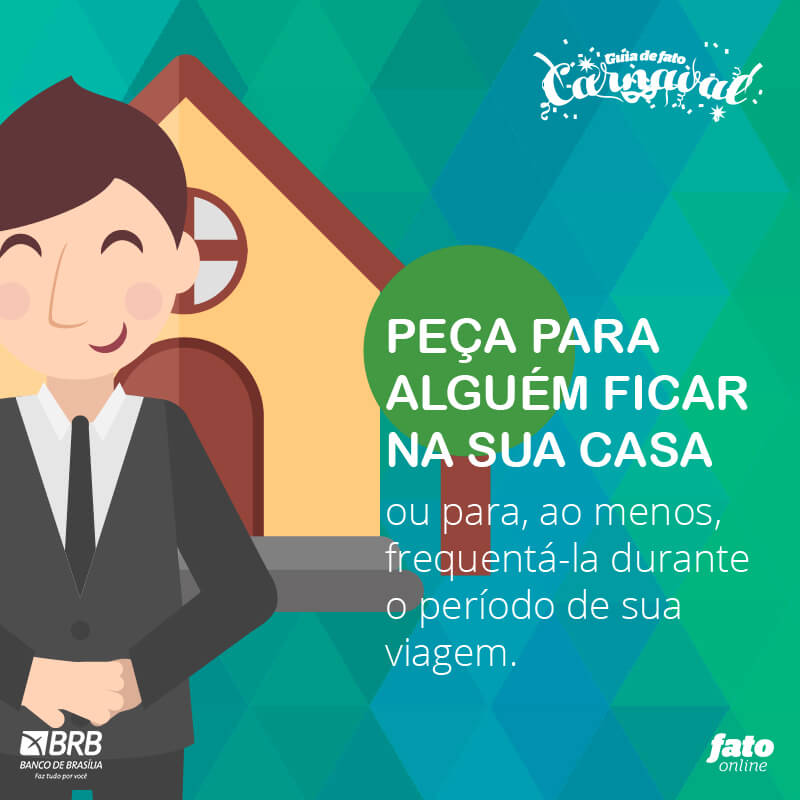 Guia de fato
Carnaval
PEÇA PARA
ALGUÉM FICAR
NA SUA CASA
ou para, ao menos,
frequentá-la durante
o período de sua
viagem.
BRB
BANCO DE BRASÍLIA
Faz tudo por você
fato
online